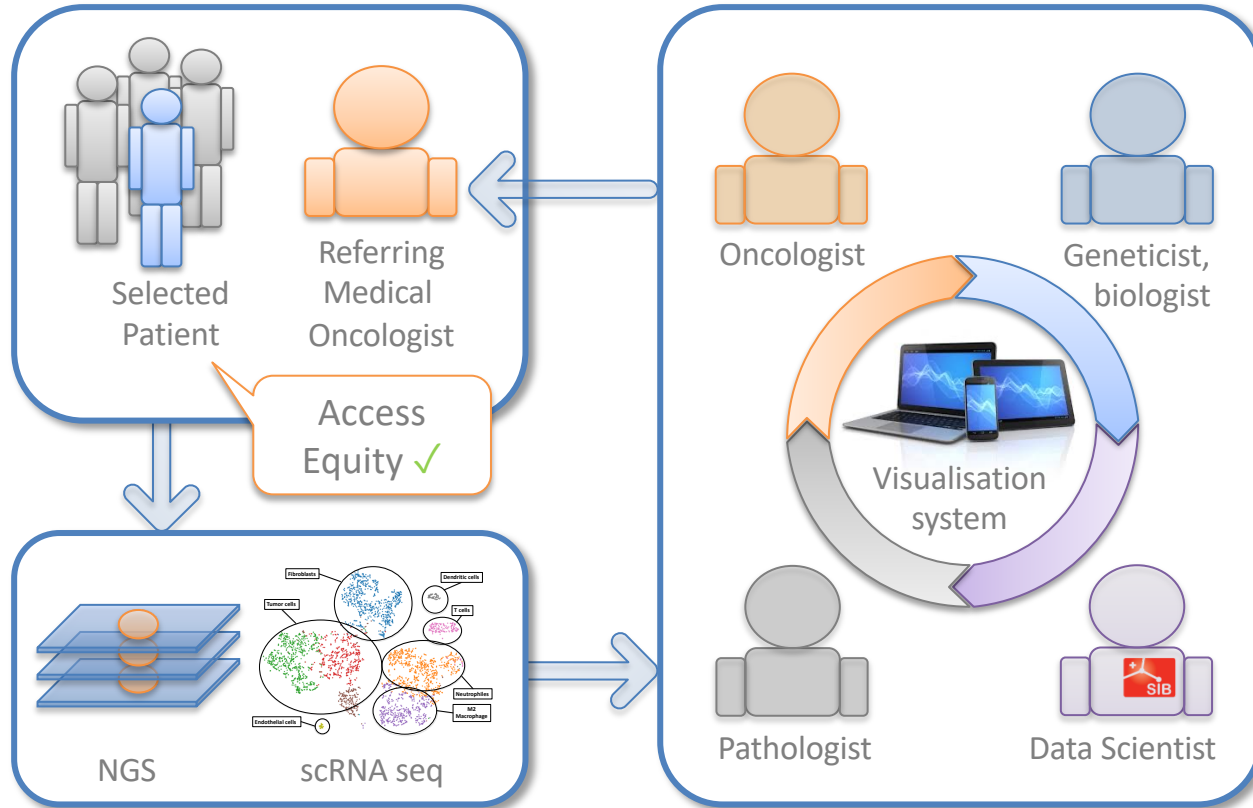 Selected
Patient
Referring
Medical
Oncologist
Access
Equity ✓
Fibroblasts
Dendritic cells
Tumor cells
T cells
Neutrophiles
M2
Macrophage
Endothelial cells
NGS
scRNA seq
Oncologist
Geneticist,
biologist
Visualisation
system
Pathologist
Data Scientist
SIB